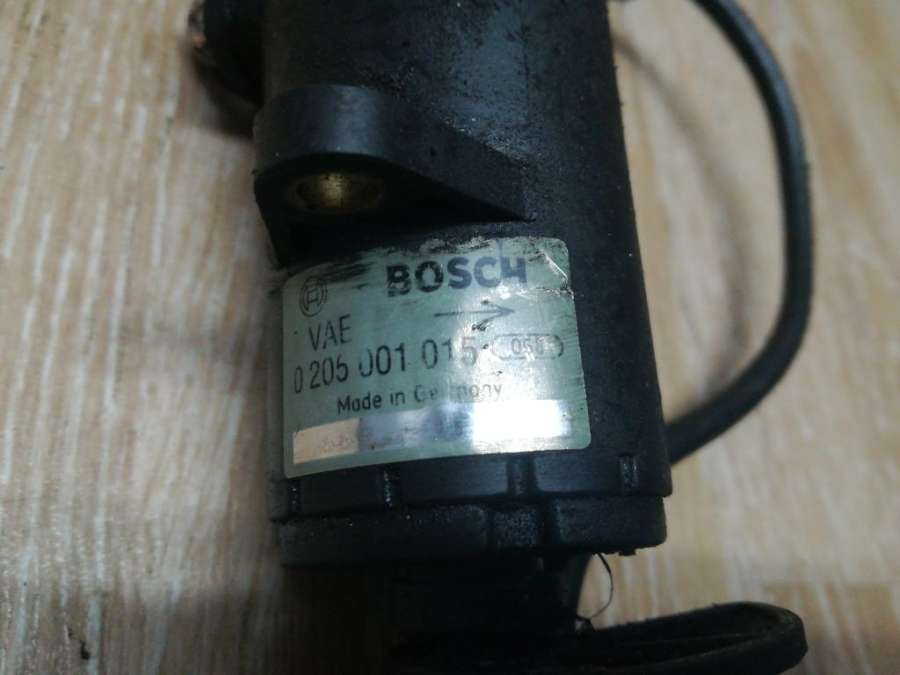 BOSCH
VAE
0 205 001 015
Made in Germany